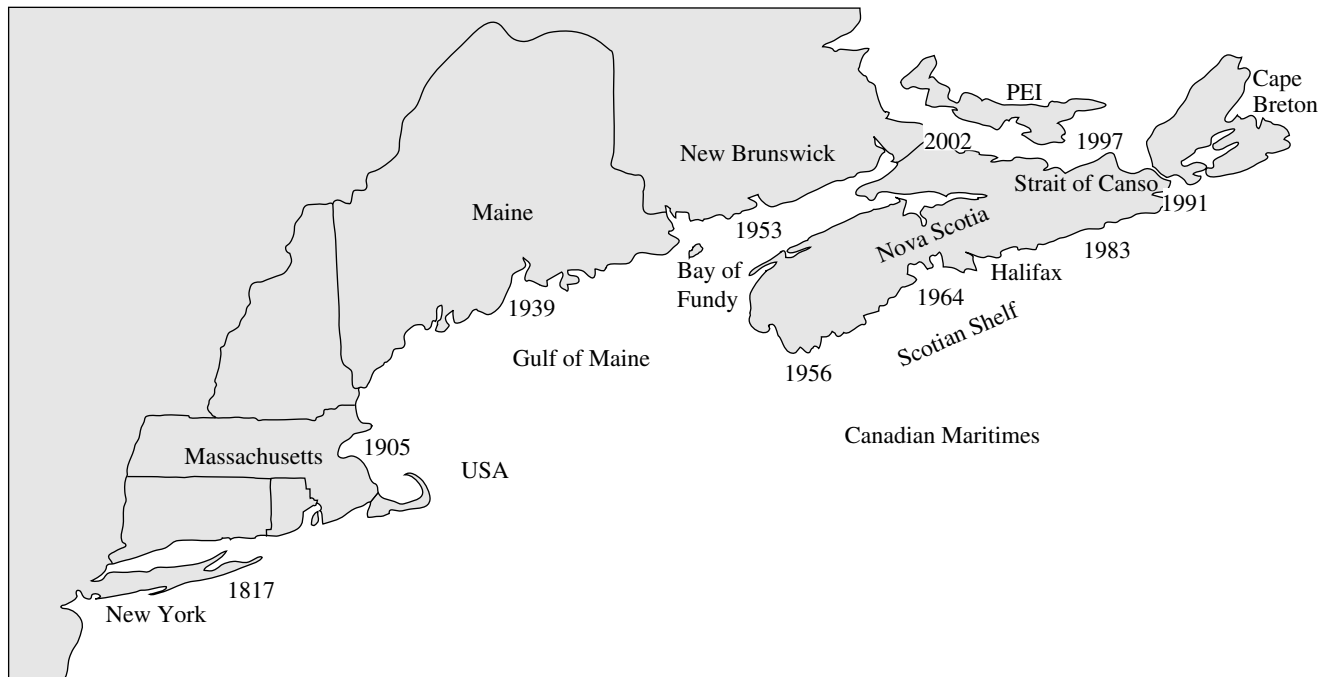 Cape
Breton
PEI
2002
1997
New Brunswick
Strait of Canso
1991
Maine
1953
Nova Scotia
1983
Bay of
Fundy
Halifax
1939
1964
Scotian Shelf
Gulf of Maine
1956
Canadian Maritimes
1905
Massachusetts
USA
1817
New York